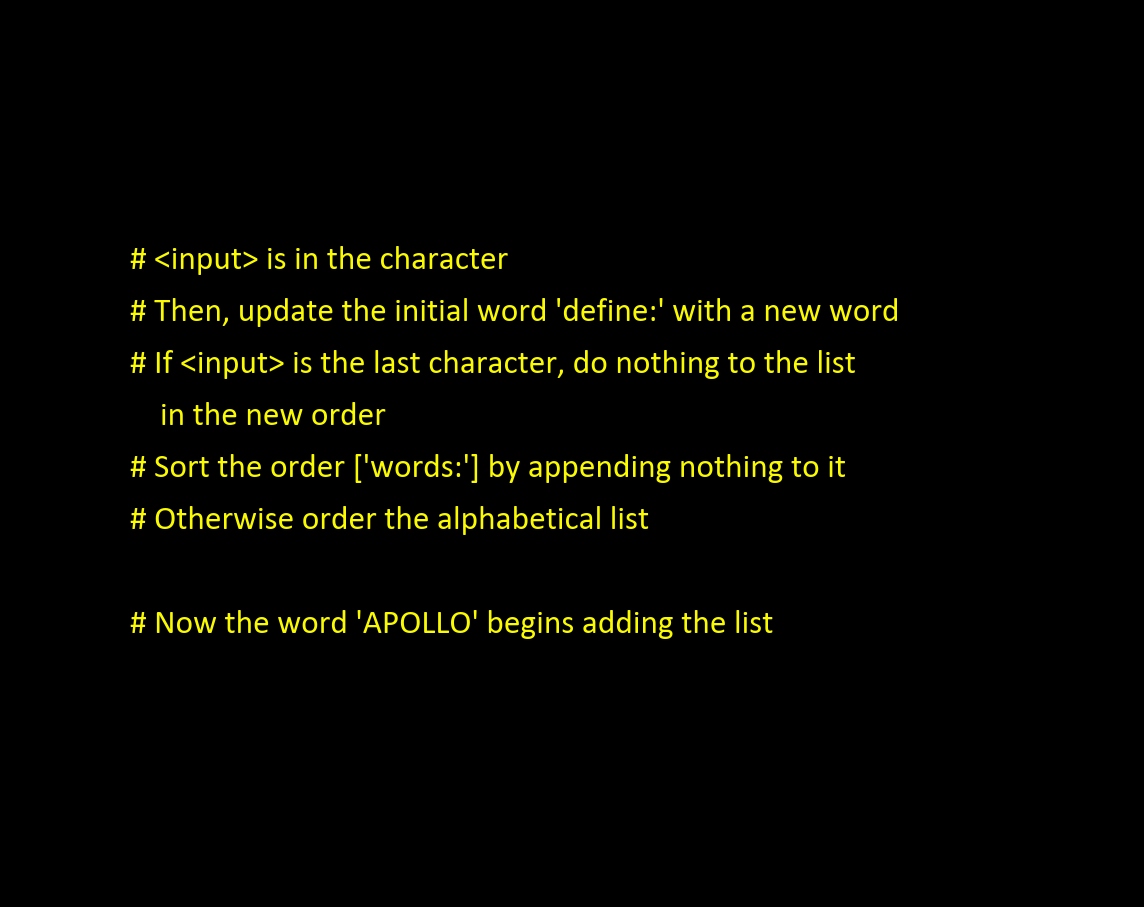 # <input> is in the character
# Then, update the initial word 'define:' with a new word
# If <input> is the last character, do nothing to the list
in the new order
# Sort the order ['words:'] by appending nothing to it
# Otherwise order the alphabetical list
# Now the word 'APOLLO' begins adding the list